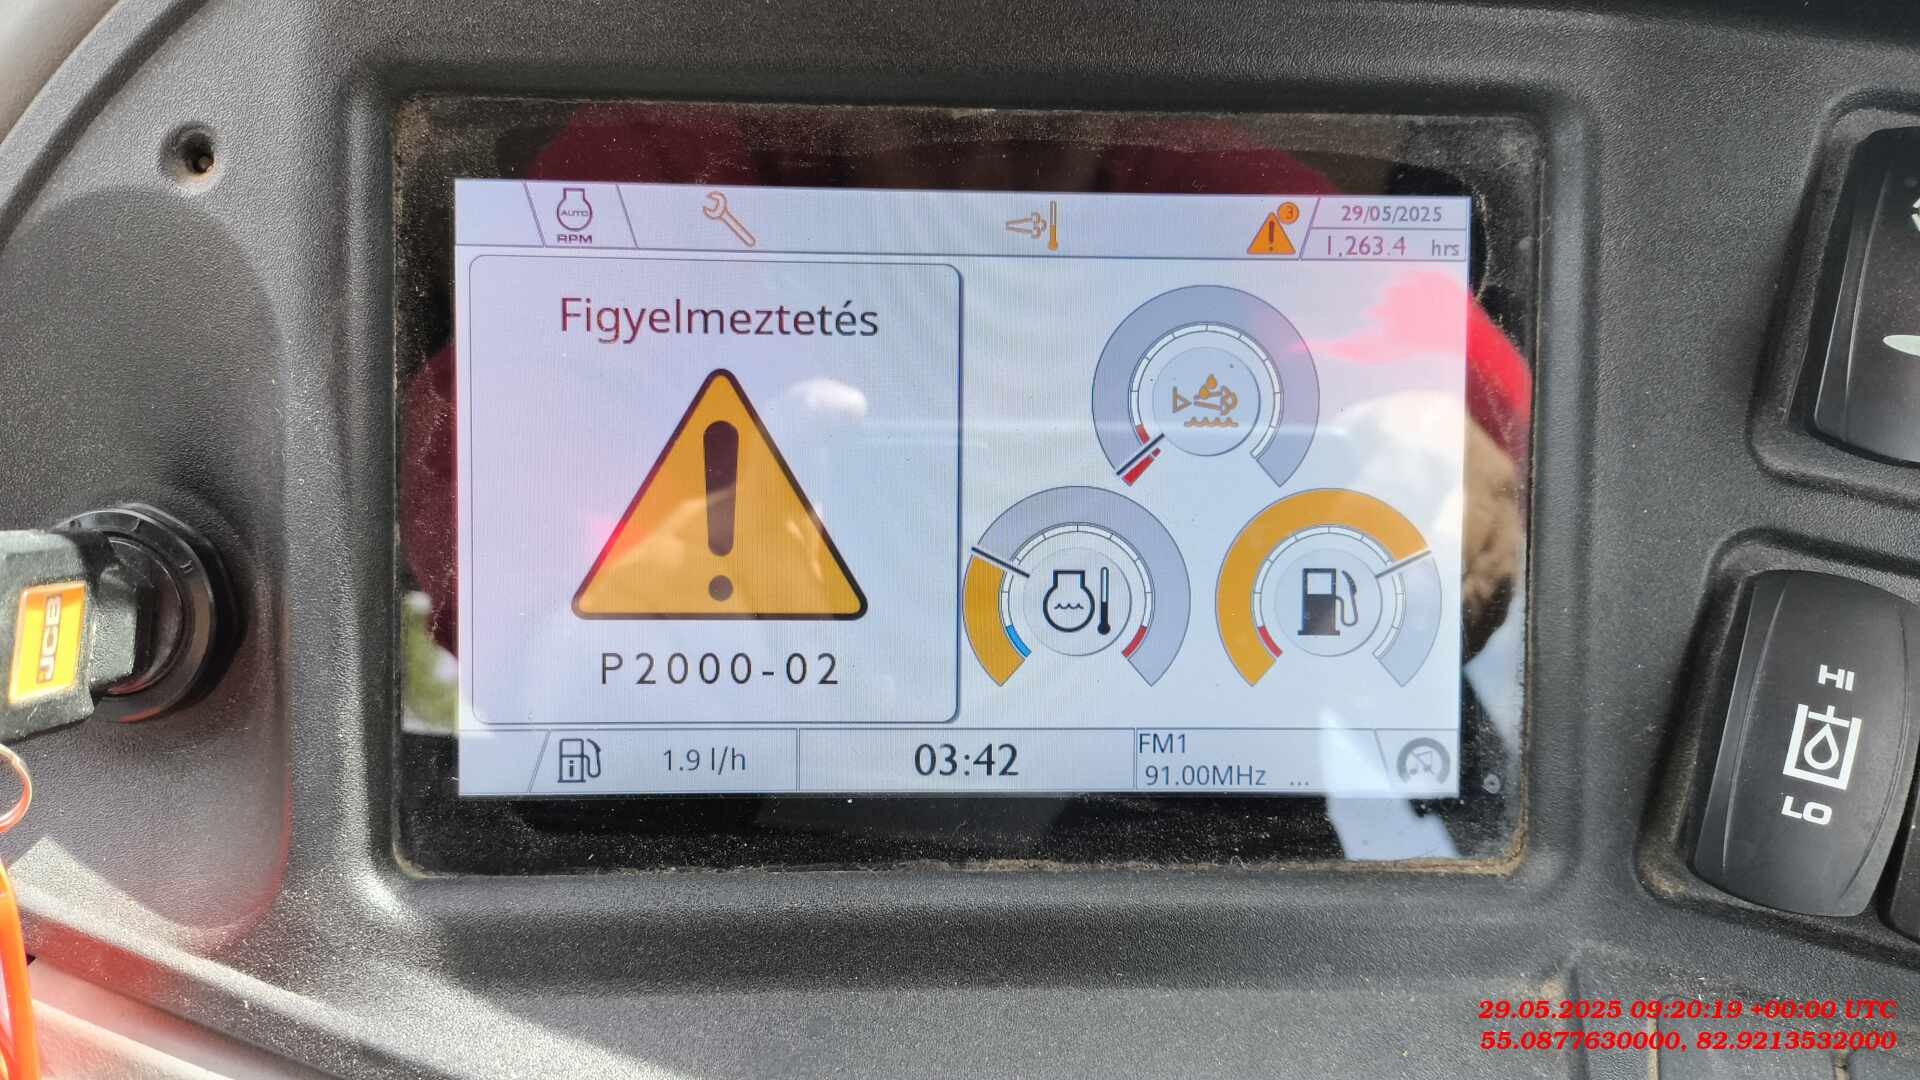 AUTO
RPM
3
29/05/2025
1,263.4 hrs
Figyelmeztetés
P2000-02
1.9 l/h
03:42
FM1
91.00MHz ...
JCB
HI
LO
29.05.2025 09:20:19 +00:00 UTC
55.0877630000, 82.9213532000